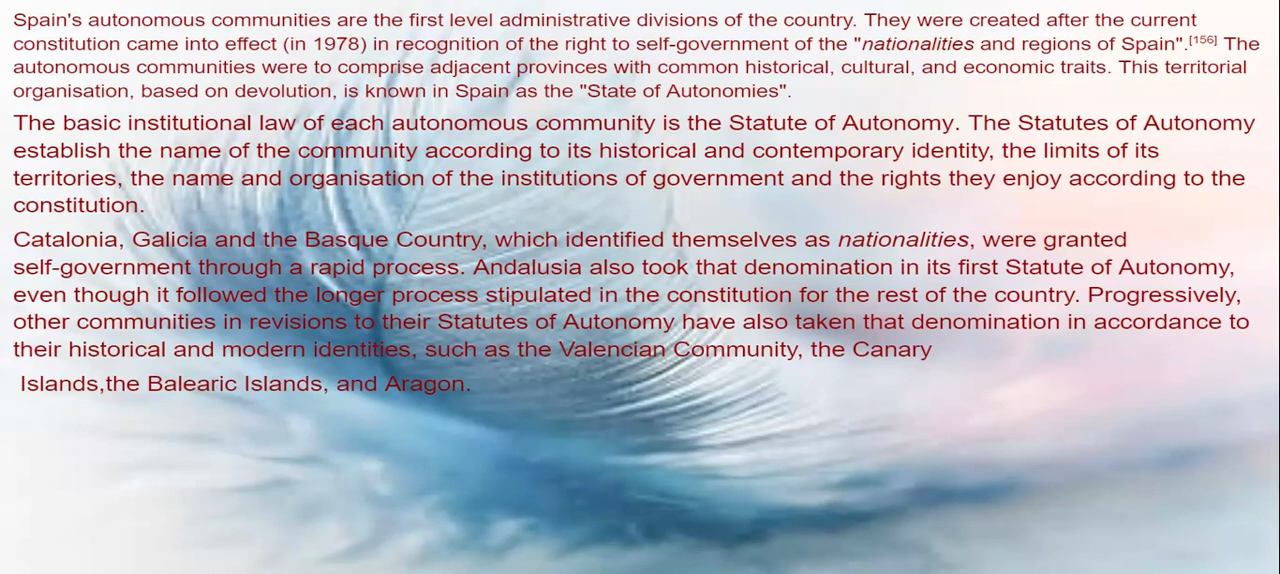 Spain's autonomous communities are the first level administrative divisions of the country. They were created after the current
constitution came into effect (in 1978) in recognition of the right to self-government of the "nationalities and regions of Spain".[156] The
autonomous communities were to comprise adjacent provinces with common historical, cultural, and economic traits. This territorial
organisation, based on devolution, is known in Spain as the "State of Autonomies".
The basic institutional law of each autonomous community is the Statute of Autonomy. The Statutes of Autonomy
establish the name of the community according to its historical and contemporary identity, the limits of its
territories, the name and organisation of the institutions of government and the rights they enjoy according to the
constitution.
Catalonia, Galicia and the Basque Country, which identified themselves as nationalities, were granted
self-government through a rapid process. Andalusia also took that denomination in its first Statute of Autonomy,
even though it followed the longer process stipulated in the constitution for the rest of the country. Progressively,
other communities in revisions to their Statutes of Autonomy have also taken that denomination in accordance to
their historical and modern identities, such as the Valencian Community, the Canary
Islands,the Balearic Islands, and Aragon.